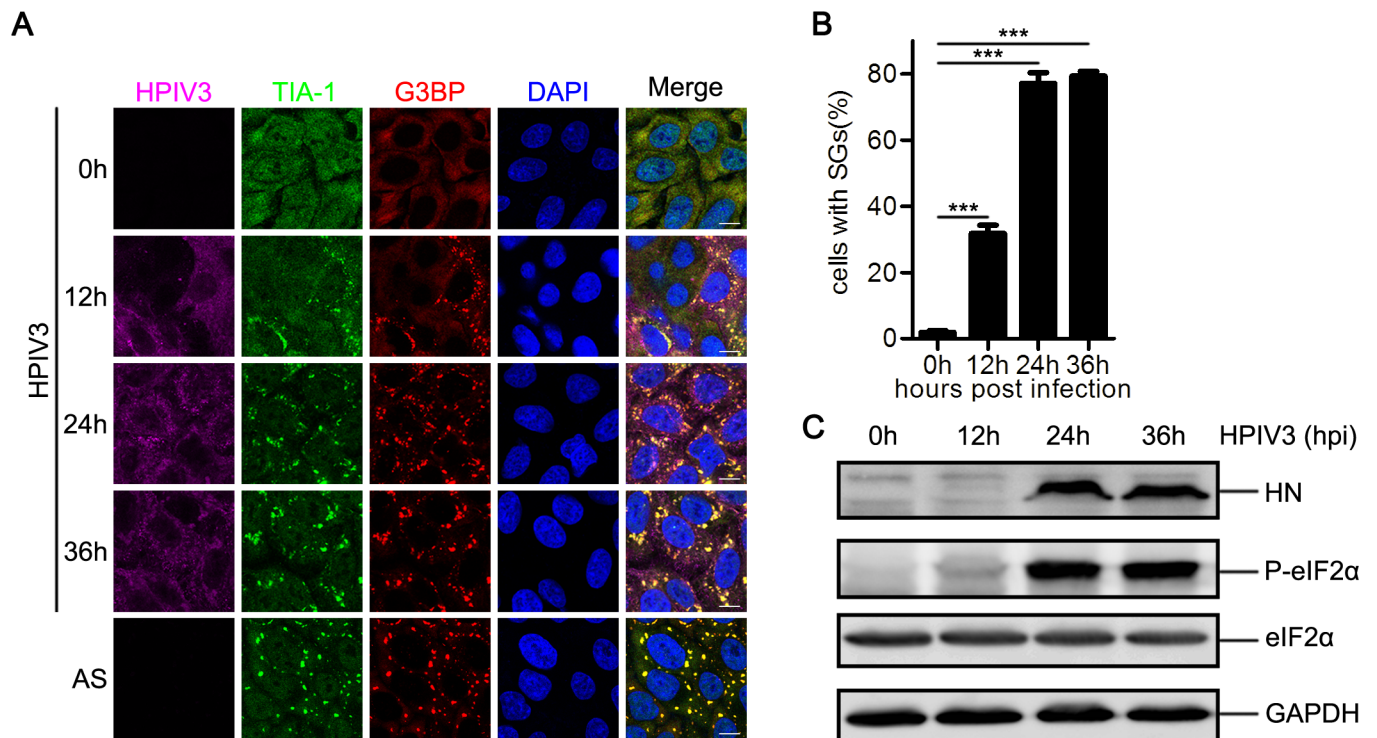 A
HPIV3 TIA-1 G3BP DAPI Merge
HPIV3
0h
12h
24h
36h
AS
B
cells with SGs(%)
***
***
***
80
60
40
20
0
0h 12h 24h 36h
hours post infection
C
0h 12h 24h 36h HPIV3 (hpi)
HN
P-eIF2α
eIF2α
GAPDH